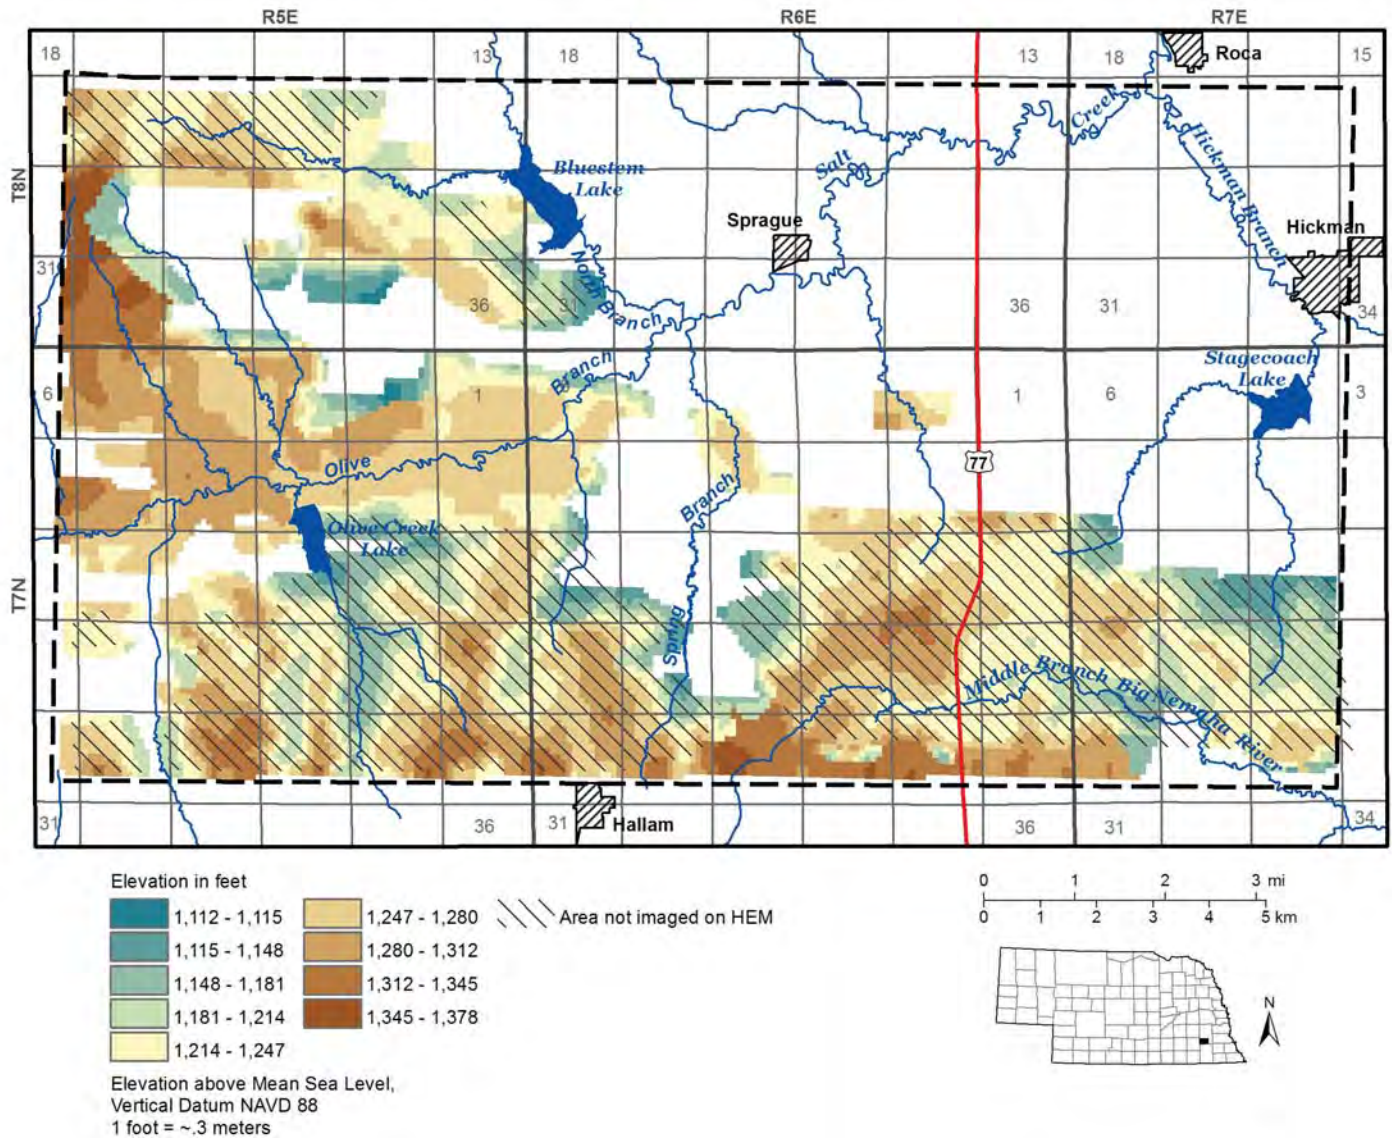 R5E R6E R7E
18 13 18 13 18 15
Roca
Creek
Hickman Branch
Salt
Bluestem
Lake
T8N
Sprague
Hickman
31 36 31 36 31 34
North Branch
Stagecoach
Lake
Branch
6 1 1 6 3
77
Olive
Branch
Olive Creek
Lake
T7N
Spring
Middle Branch Big Nemaha River
31 36 31 36 31 34
Hallam
Elevation in feet
1,112 - 1,115
1,115 - 1,148
1,148 - 1,181
1,181 - 1,214
1,214 - 1,247
1,247 - 1,280
1,280 - 1,312
1,312 - 1,345
1,345 - 1,378
Area not imaged on HEM
Elevation above Mean Sea Level,
Vertical Datum NAVD 88
1 foot = ~.3 meters
0 1 2 3 mi
0 1 2 3 4 5 km
N